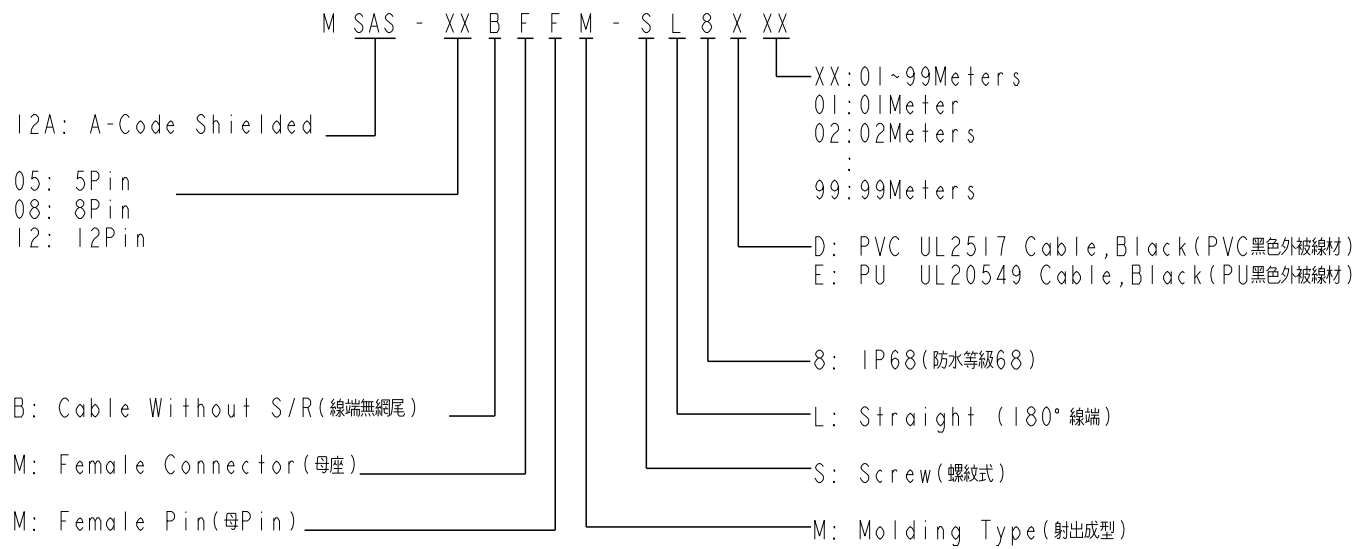 M SAS - XX B F F M - S L 8 X XX
XX:01~99Meters
01:01Meter
02:02Meters
:
99:99Meters
12A: A-Code Shielded
05: 5Pin
08: 8Pin
12: 12Pin
D: PVC UL2517 Cable,Black(PVC黑色外被線材)
E: PU UL20549 Cable,Black(PU黑色外被線材)
8: IP68(防水等級68)
B: Cable Without S/R(線端無網尾)
L: Straight (180° 線端)
M: Female Connector(母座)
S: Screw(螺紋式)
M: Female Pin(母Pin)
M: Molding Type(射出成型)